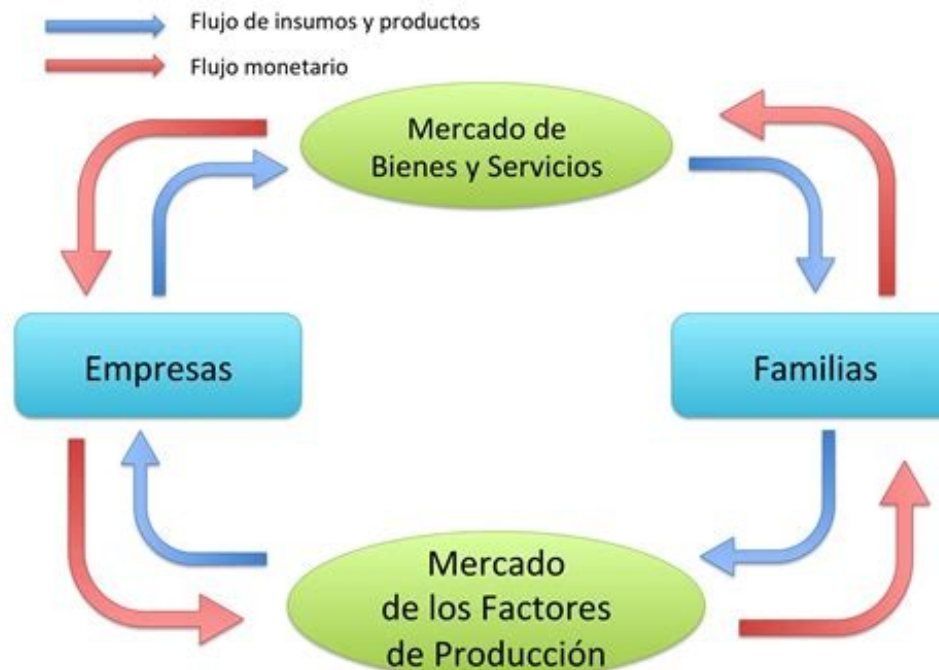 Flujo de insumos y productos
Flujo monetario
Mercado de
Bienes y Servicios
Empresas
Familias
Mercado
de los Factores
de Producción